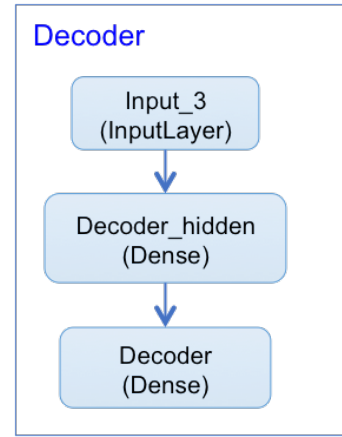 Decoder
Input_3
(InputLayer)
Decoder_hidden
(Dense)
Decoder
(Dense)